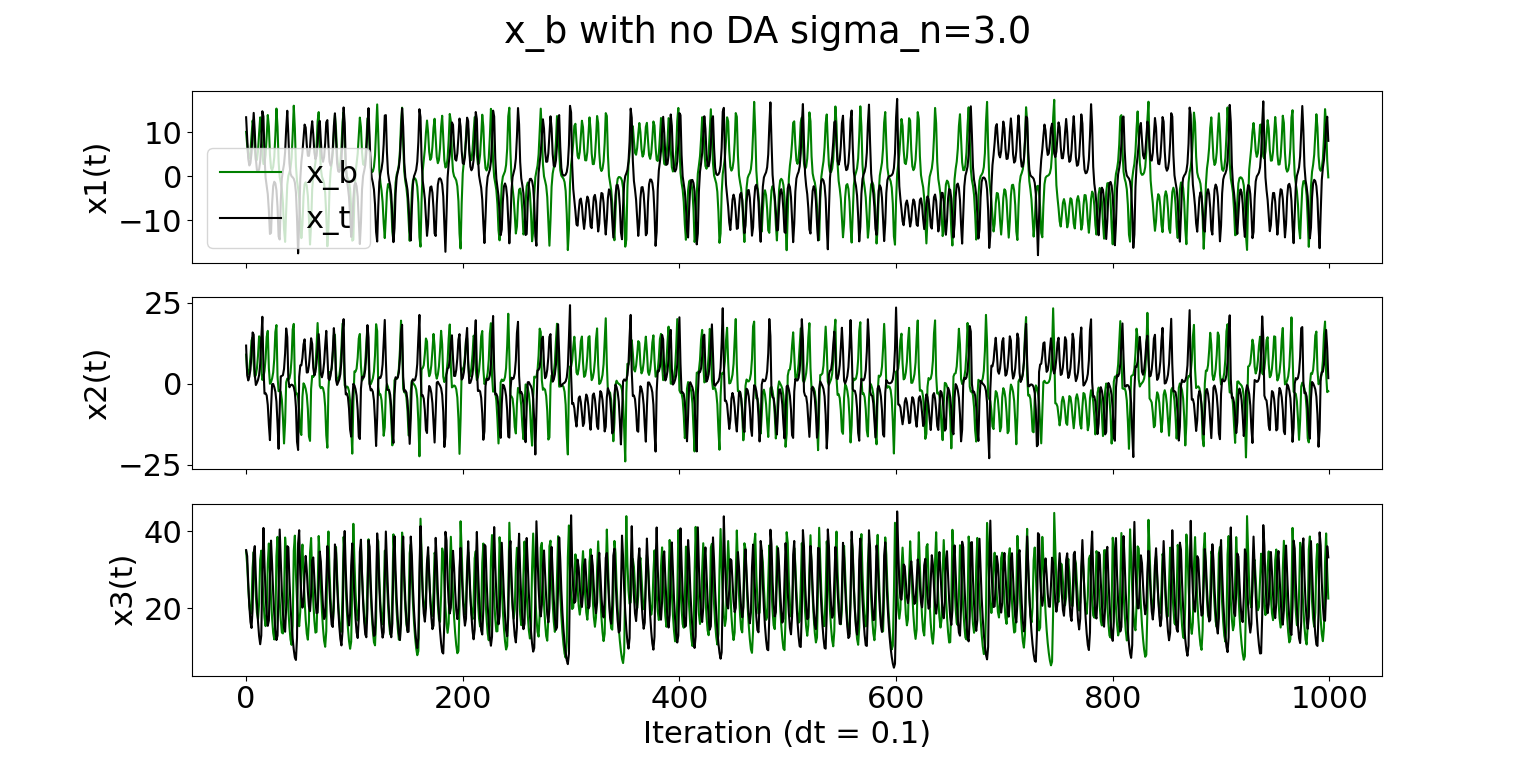 x_b with no DA sigma_n=3.0
x1(t)
10
0
−10
x_b
x_t
x2(t)
25
0
−25
x3(t)
40
20
0
200
400
600
800
1000
Iteration (dt = 0.1)